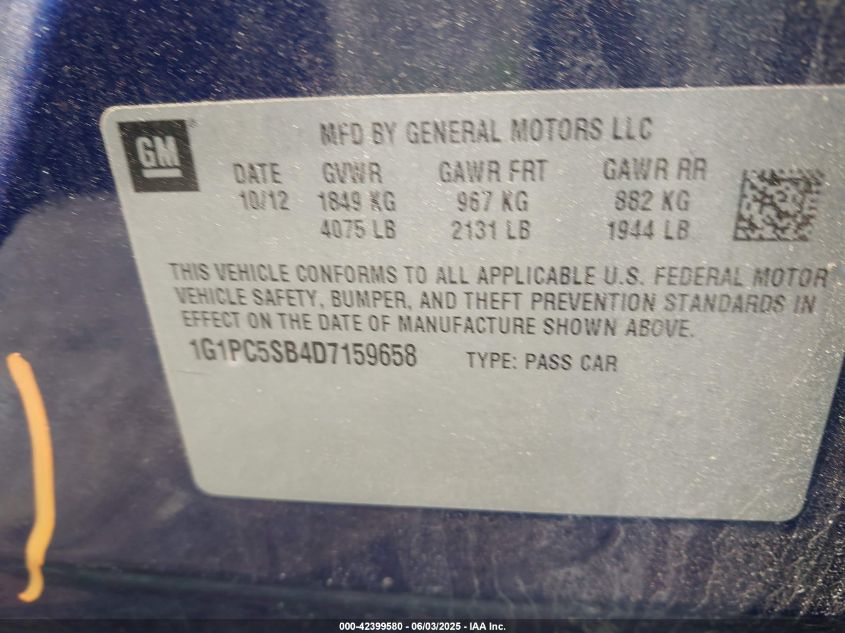 GM® MFD BY GENERAL MOTORS LLC
DATE GVWR GAWR FRT GAWR RR
10/12 1849 KG 967 KG 882 KG
4075 LB 2131 LB 1944 LB
THIS VEHICLE CONFORMS TO ALL APPLICABLE U.S. FEDERAL MOTOR
VEHICLE SAFETY, BUMPER, AND THEFT PREVENTION STANDARDS IN
EFFECT ON THE DATE OF MANUFACTURE SHOWN ABOVE.
1G1PC5SB4D7159658 TYPE: PASS CAR
000-42399580 - 06/03/2025 - IAA Inc.